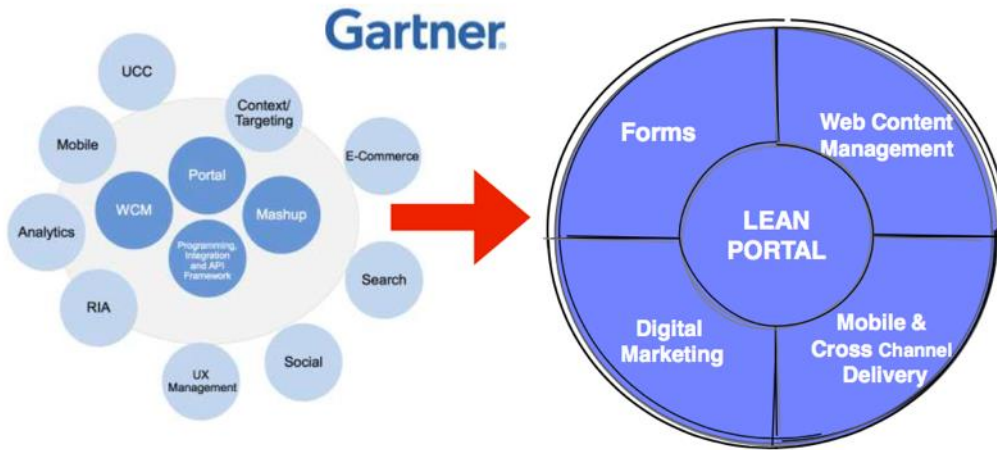 Gartner
UCC
Context/
Targeting
Mobile
E-Commerce
Portal
WCM
Mashup
Analytics
Programming,
Integration
and API
Framework
Search
RIA
Social
UX
Management
Forms
Web Content
Management
LEAN
PORTAL
Digital
Marketing
Mobile &
Cross Channel
Delivery